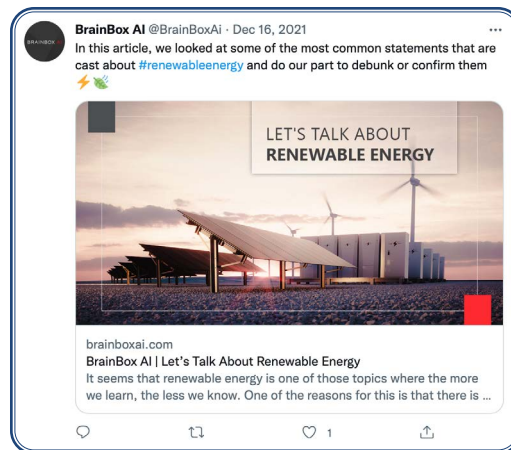 BRAINBOX AI
BrainBox AI @BrainBoxAi · Dec 16, 2021
In this article, we looked at some of the most common statements that are
cast about #renewableenergy and do our part to debunk or confirm them
LET'S TALK ABOUT
RENEWABLE ENERGY
brainboxai.com
BrainBox AI | Let's Talk About Renewable Energy
It seems that renewable energy is one of those topics where the more
we learn, the less we know. One of the reasons for this is that there is ...
1